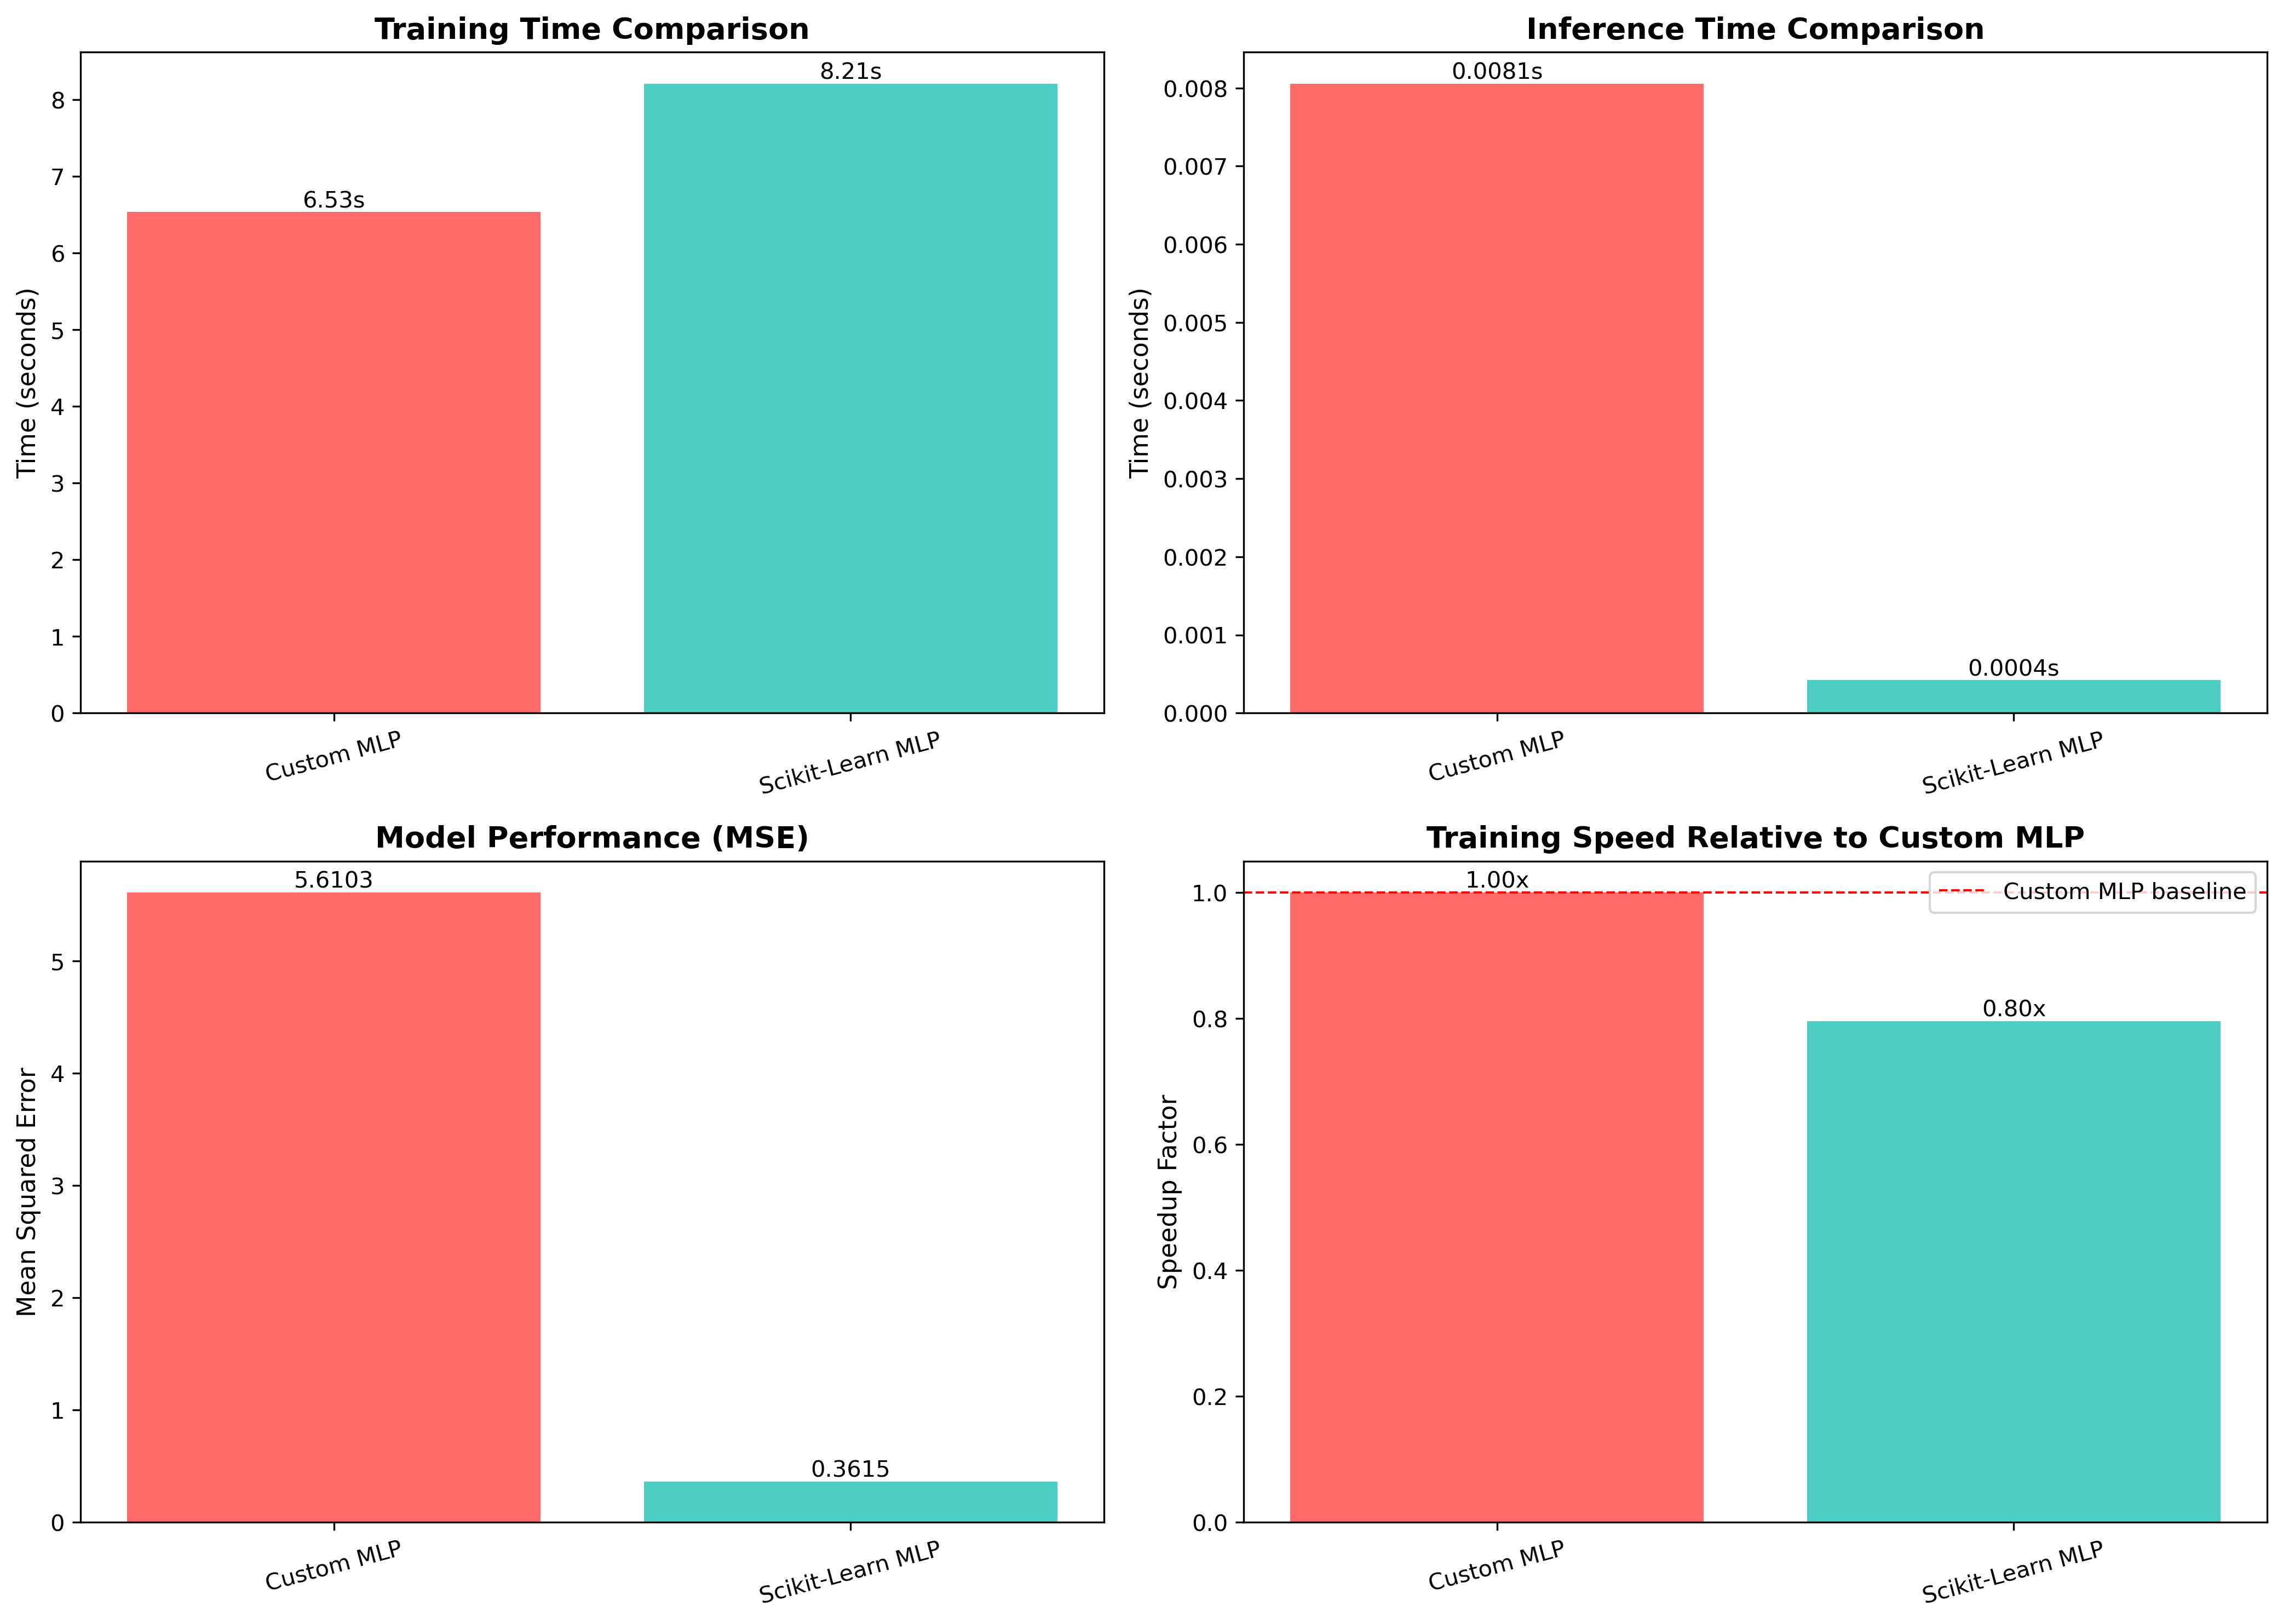 Training Time Comparison
8.21s
6.53s
8
7
6
5
4
3
2
1
0
Time (seconds)
Custom MLP
Scikit-Learn MLP
Inference Time Comparison
0.0081s
0.0004s
0.008
0.007
0.006
0.005
0.004
0.003
0.002
0.001
0.000
Time (seconds)
Custom MLP
Scikit-Learn MLP
Model Performance (MSE)
5.6103
0.3615
5
4
3
2
1
0
Mean Squared Error
Custom MLP
Scikit-Learn MLP
Training Speed Relative to Custom MLP
1.00x
Custom MLP baseline
0.80x
1.0
0.8
0.6
0.4
0.2
0.0
Speedup Factor
Custom MLP
Scikit-Learn MLP